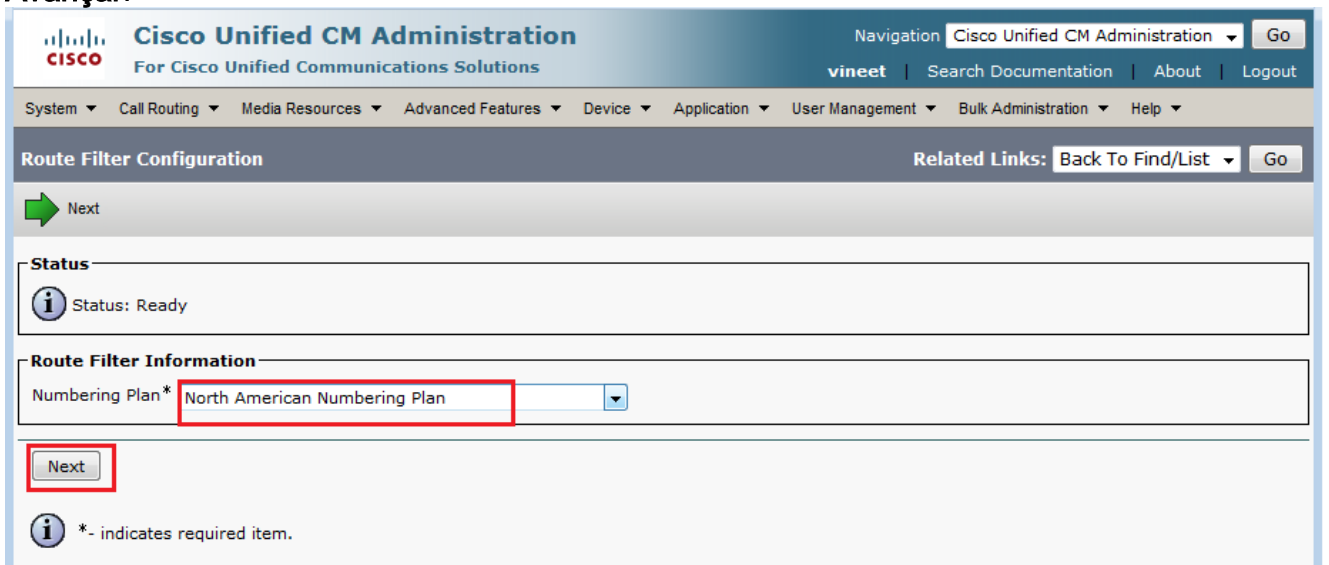 Cisco Unified CM Administration
For Cisco Unified Communications Solutions
CISCO
Navigation Cisco Unified CM Administration Go
vineet | Search Documentation | About | Logout
System Call Routing Media Resources Advanced Features Device Application User Management Bulk Administration Help
Route Filter Configuration
Related Links: Back To Find/List Go
Next
Status
Status: Ready
Route Filter Information
Numbering Plan* North American Numbering Plan
Next
*- indicates required item.